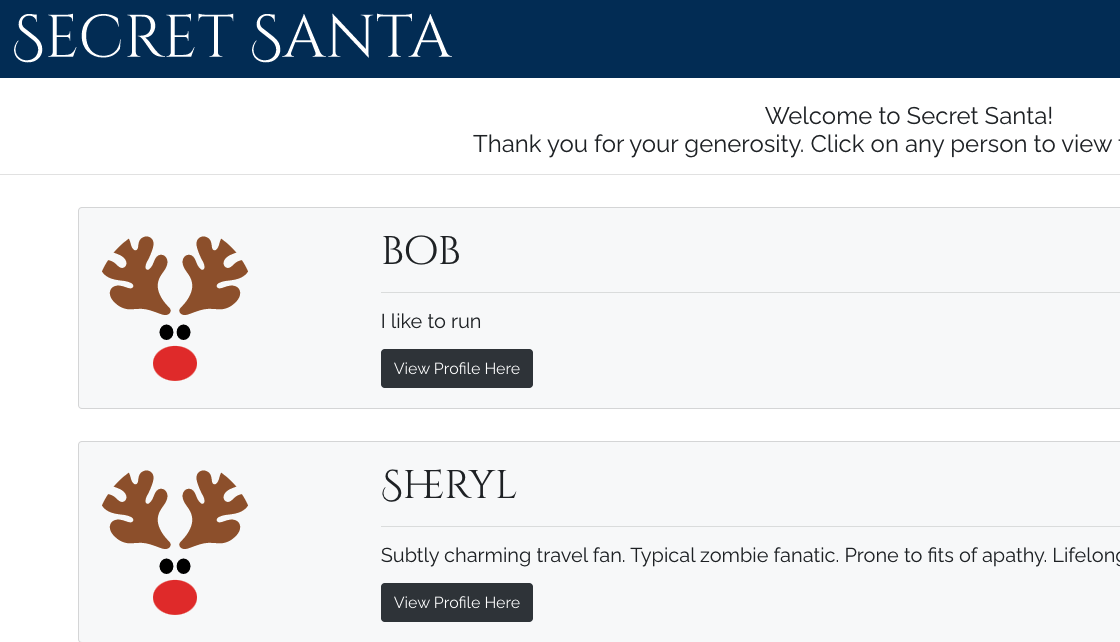 Secret Santa
Welcome to Secret Santa!
Thank you for your generosity. Click on any person to view
Bob
I like to run
View Profile Here
Sheryl
Subtly charming travel fan. Typical zombie fanatic. Prone to fits of apathy. Lifelong
View Profile Here